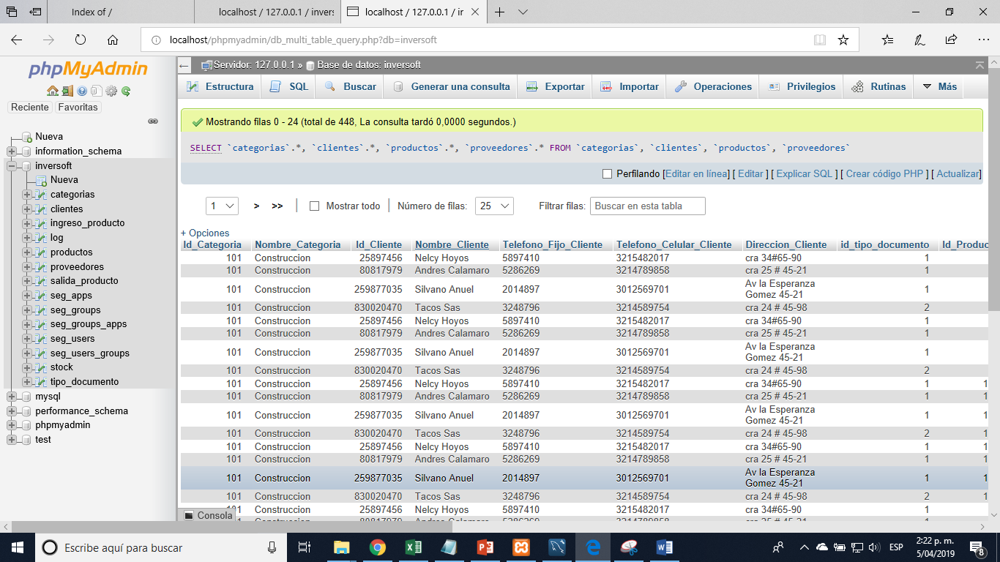 Index of /
localhost / 127.0.0.1 / invers
localhost / 127.0.0.1 / ir
localhost/phpmyadmin/db_multi_table_query.php?db=inversoft
phpMyAdmin
Reciente Favoritas
Nueva
information_schema
inversoft
Nueva
categorias
clientes
ingreso_producto
log
productos
proveedores
salida_producto
seg_apps
seg_groups
seg_groups_apps
seg_users
seg_users_groups
stock
tipo_documento
mysql
performance_schema
phpmyadmin
test
Servidor: 127.0.0.1 » Base de datos: inversoft
Estructura SQL Buscar Generar una consulta Exportar Importar Operaciones Privilegios Rutinas Más
Mostrando filas 0 - 24 (total de 448, La consulta tardó 0,0000 segundos.)
SELECT `categorias`.*, `clientes`.*, `productos`.*, `proveedores`.* FROM `categorias`, `clientes`, `productos`, `proveedores`
Perfilando [Editar en línea] [ Editar ] [ Explicar SQL ] [ Crear código PHP ] [ Actualizar]
1 > >> | Mostrar todo | Número de filas: 25 Filtrar filas: Buscar en esta tabla
+ Opciones
Id_Categoria Nombre_Categoria Id_Cliente Nombre_Cliente Telefono_Fijo_Cliente Telefono_Celular_Cliente Direccion_Cliente id_tipo_documento Id_Produc
101 Construccion 25897456 Nelcy Hoyos 5897410 3215482017 cra 34#65-90 1
101 Construccion 80817979 Andres Calamaro 5286269 3214789858 cra 25 # 45-21 1
101 Construccion 259877035 Silvano Anuel 2014897 3012569701 Av la Esperanza Gomez 45-21 1
101 Construccion 830020470 Tacos Sas 3248796 3214589754 cra 24 # 45-98 2
101 Construccion 25897456 Nelcy Hoyos 5897410 3215482017 cra 34#65-90 1
101 Construccion 80817979 Andres Calamaro 5286269 3214789858 cra 25 # 45-21 1
101 Construccion 259877035 Silvano Anuel 2014897 3012569701 Av la Esperanza Gomez 45-21 1
101 Construccion 830020470 Tacos Sas 3248796 3214589754 cra 24 # 45-98 2
101 Construccion 25897456 Nelcy Hoyos 5897410 3215482017 cra 34#65-90 1 1
101 Construccion 80817979 Andres Calamaro 5286269 3214789858 cra 25 # 45-21 1 1
101 Construccion 259877035 Silvano Anuel 2014897 3012569701 Av la Esperanza Gomez 45-21 1 1
101 Construccion 830020470 Tacos Sas 3248796 3214589754 cra 24 # 45-98 2 1
101 Construccion 25897456 Nelcy Hoyos 5897410 3215482017 cra 34#65-90 1 1
101 Construccion 80817979 Andres Calamaro 5286269 3214789858 cra 25 # 45-21 1 1
101 Construccion 259877035 Silvano Anuel 2014897 3012569701 Av la Esperanza Gomez 45-21 1 1
101 Construccion 830020470 Tacos Sas 3248796 3214589754 cra 24 # 45-98 2 1
Construccion 25897456 Nelcy Hoyos 5897410 3215482017 cra 34#65-90 1
Construccion 80817979 Andres Calamaro 5286269 3214789858 cra 25 # 45-21 1
Consola
Escribe aquí para buscar
ESP
2:22 p. m.
5/04/2019
8